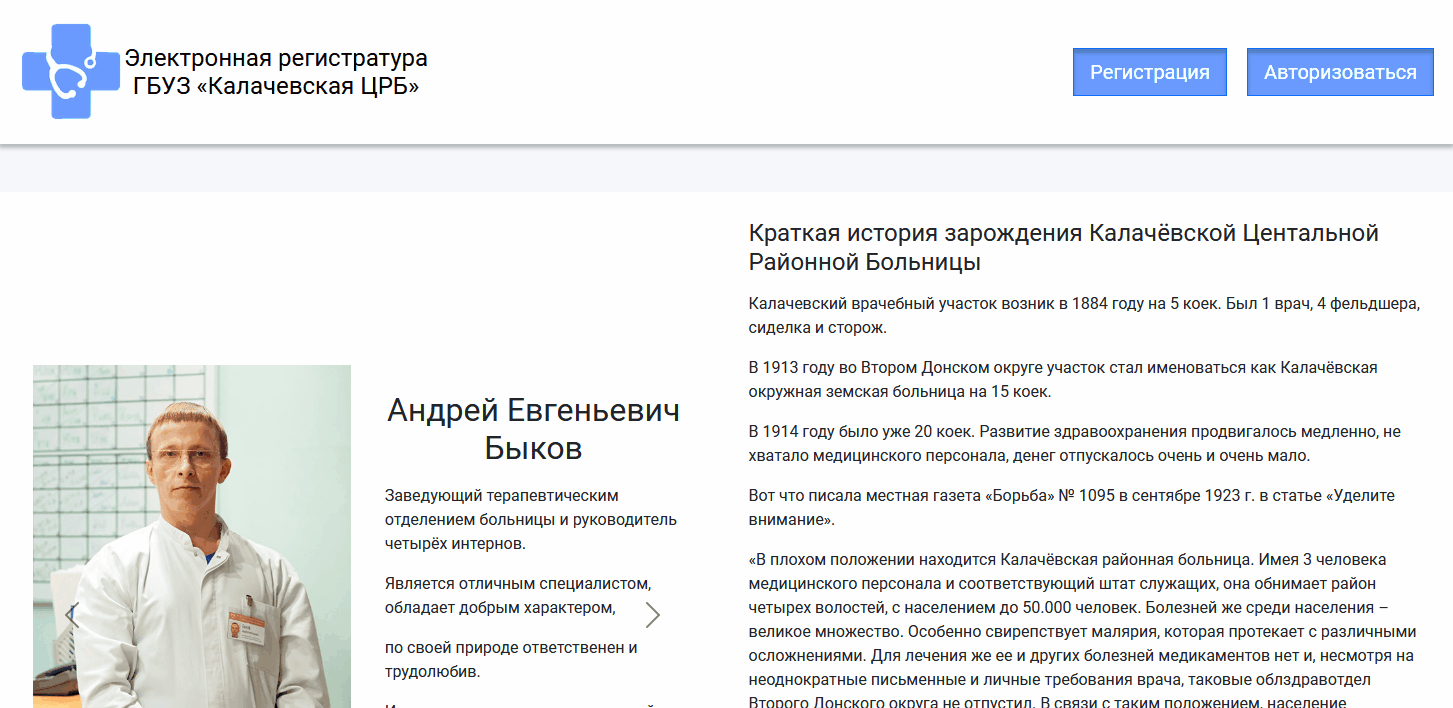 Электронная регистратура
ГБУЗ «Калачевская ЦРБ»
Регистрация
Авторизоваться
Андрей Евгеньевич
Быков
Заведующий терапевтическим
отделением больницы и руководитель
четырёх интернов.
Является отличным специалистом,
обладает добрым характером,
по своей природе ответственен и
трудолюбив.
Краткая история зарождения Калачёвской Центальной
Районной Больницы
Калачевский врачебный участок возник в 1884 году на 5 коек. Был 1 врач, 4 фельдшера,
сиделка и сторож.
В 1913 году во Втором Донском округе участок стал именоваться как Калачёвская
окружная земская больница на 15 коек.
В 1914 году было уже 20 коек. Развитие здравоохранения продвигалось медленно, не
хватало медицинского персонала, денег отпускалось очень и очень мало.
Вот что писала местная газета «Борьба» № 1095 в сентябре 1923 г. в статье «Уделите
внимание».
«В плохом положении находится Калачёвская районная больница. Имея 3 человека
медицинского персонала и соответствующий штат служащих, она обнимает район
четырех волостей, с населением до 50.000 человек. Болезней же среди населения –
великое множество. Особенно свирепствует малярия, которая протекает с различными
осложнениями. Для лечения же ее и других болезней медикаментов нет и, несмотря на
неоднократные письменные и личные требования врача, таковые облздравотдел
Второго Донского округа не отпустил. В связи с таким положением, население